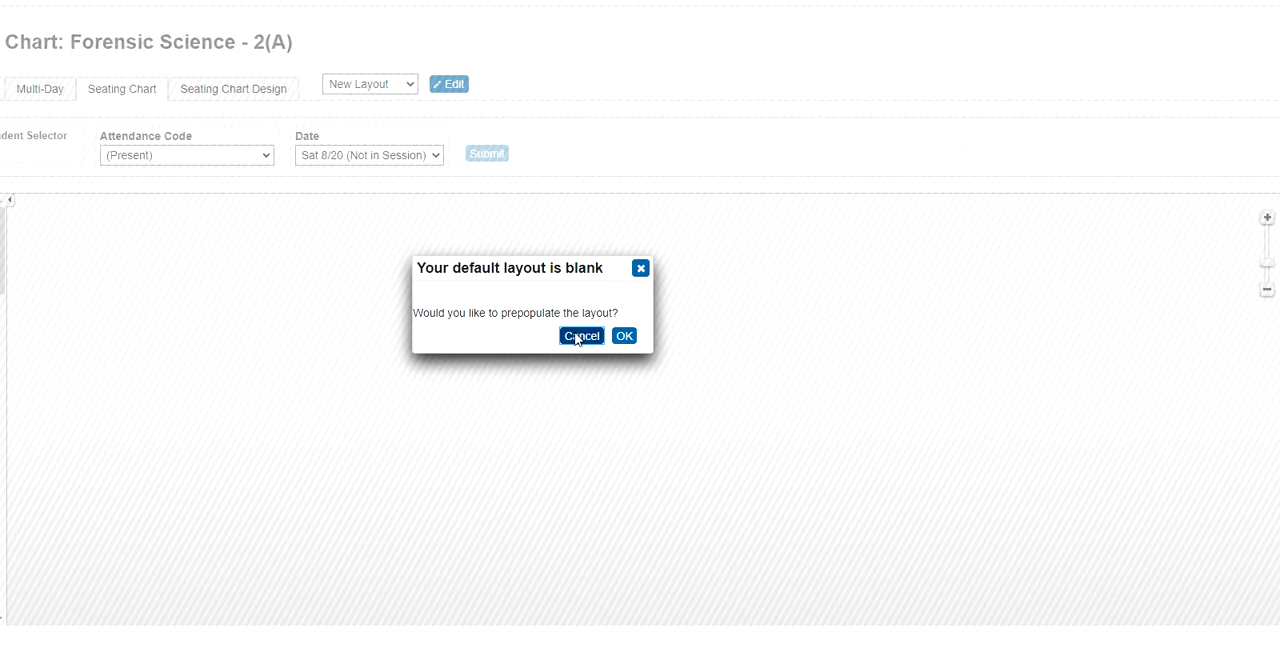 Chart: Forensic Science - 2(A)
Multi-Day
Seating Chart
Seating Chart Design
New Layout
Edit
dent Selector
Attendance Code
Date
(Present)
Sat 8/20 (Not in Session)
Submit
Your default layout is blank
Would you like to prepopulate the layout?
Cancel
OK